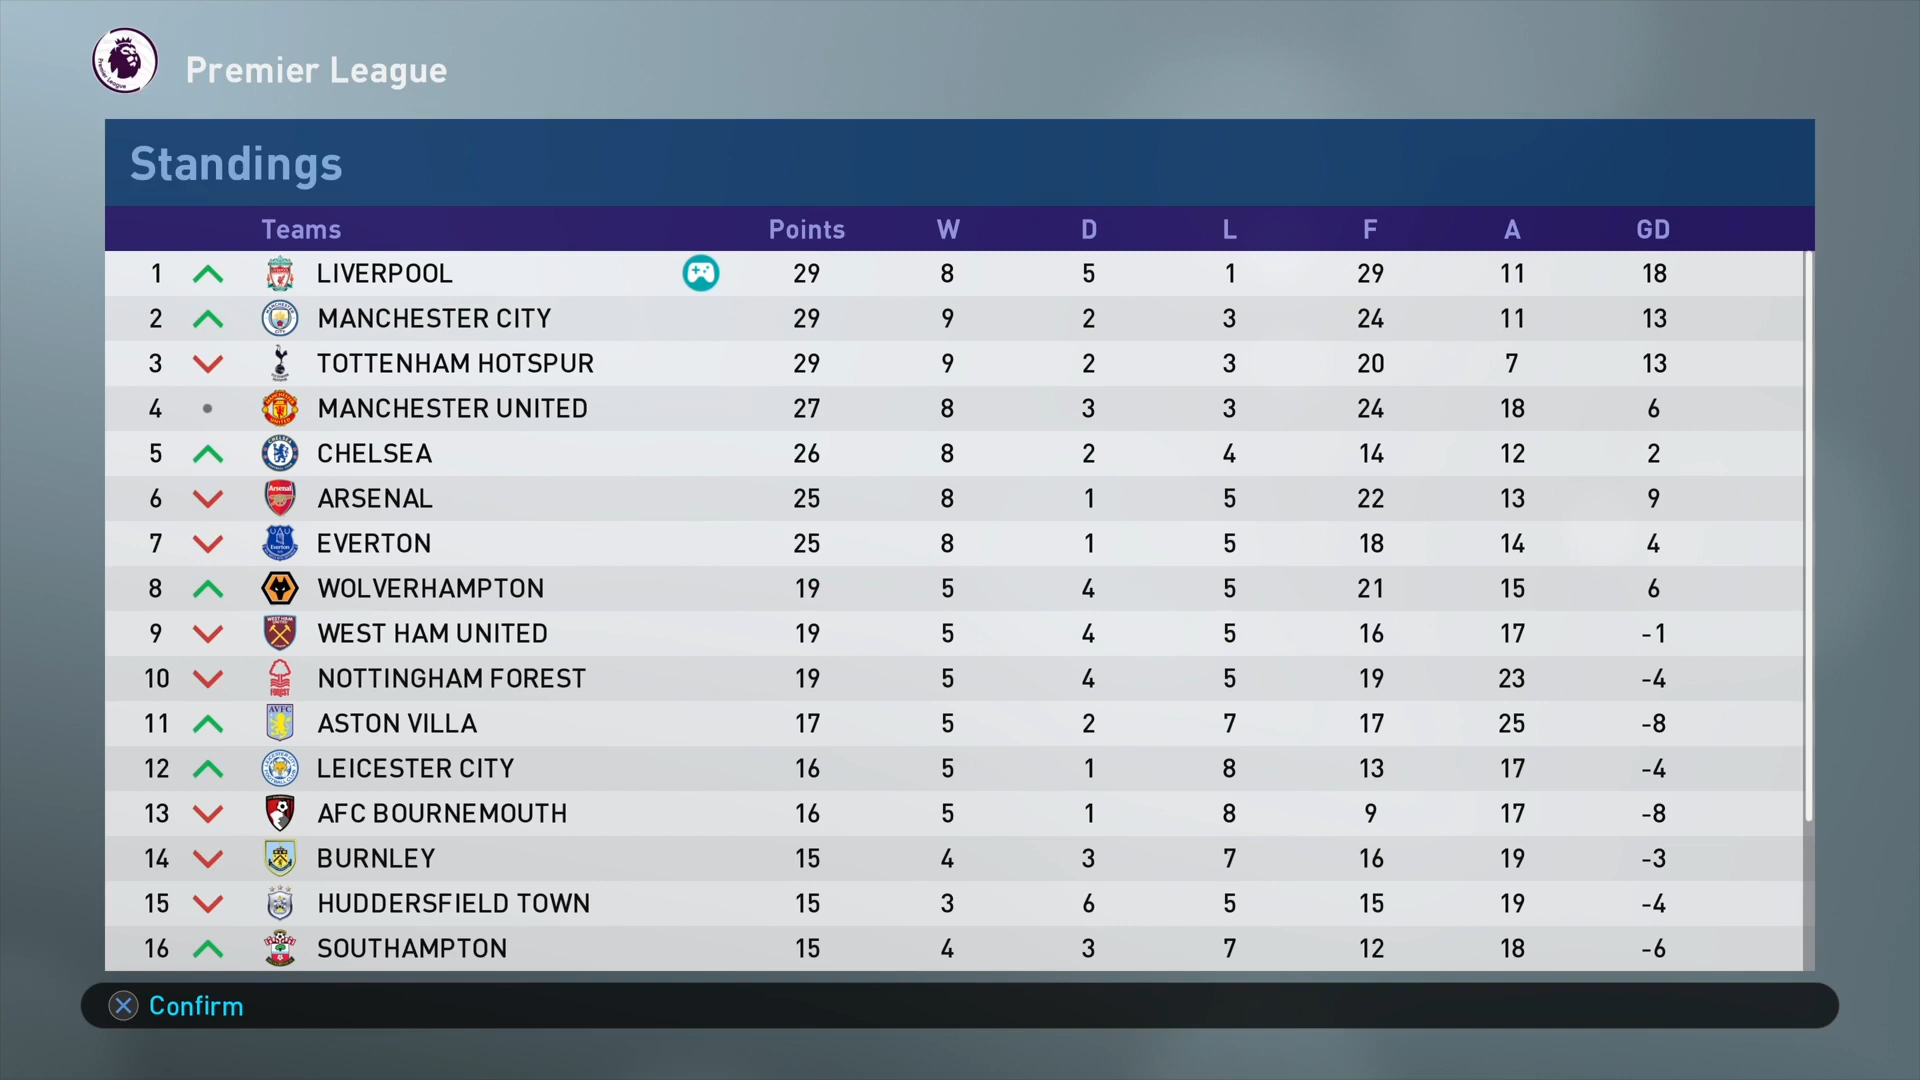 Premier League
Standings
Teams Points W D L F A GD
1 LIVERPOOL 29 8 5 1 29 11 18
2 MANCHESTER CITY 29 9 2 3 24 11 13
3 TOTTENHAM HOTSPUR 29 9 2 3 20 7 13
4 MANCHESTER UNITED 27 8 3 3 24 18 6
5 CHELSEA 26 8 2 4 14 12 2
6 ARSENAL 25 8 1 5 22 13 9
7 EVERTON 25 8 1 5 18 14 4
8 WOLVERHAMPTON 19 5 4 5 21 15 6
9 WEST HAM UNITED 19 5 4 5 16 17 -1
10 NOTTINGHAM FOREST 19 5 4 5 19 23 -4
11 ASTON VILLA 17 5 2 7 17 25 -8
12 LEICESTER CITY 16 5 1 8 13 17 -4
13 AFC BOURNEMOUTH 16 5 1 8 9 17 -8
14 BURNLEY 15 4 3 7 16 19 -3
15 HUDDERSFIELD TOWN 15 3 6 5 15 19 -4
16 SOUTHAMPTON 15 4 3 7 12 18 -6
Confirm